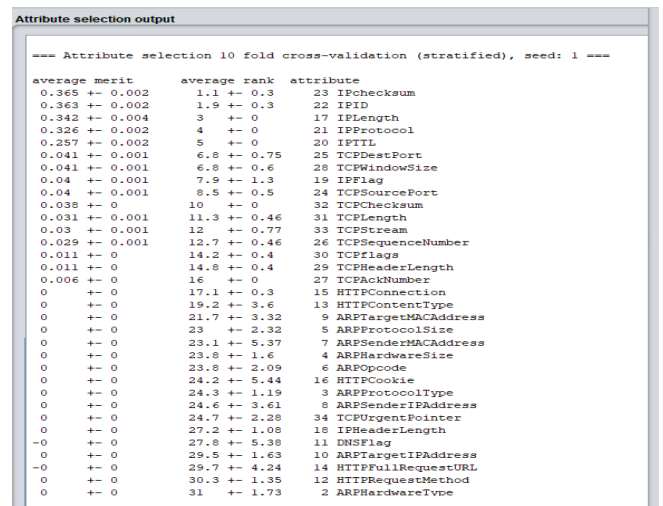 Attribute selection output
=== Attribute selection 10 fold cross-validation (stratified), seed: 1 ===
average merit average rank attribute
0.365 +- 0.002 1.1 +- 0.3 23 IPchecksum
0.363 +- 0.002 1.9 +- 0.3 22 IPID
0.342 +- 0.004 3 +- 0 17 IPLength
0.326 +- 0.002 4 +- 0 21 IPProtocol
0.257 +- 0.002 5 +- 0 20 IPTTL
0.041 +- 0.001 6.8 +- 0.75 25 TCPDestPort
0.041 +- 0.001 6.8 +- 0.6 28 TCPWindowSize
0.04 +- 0.001 7.9 +- 1.3 19 IPFlag
0.04 +- 0.001 8.5 +- 0.5 24 TCPSourcePort
0.038 +- 0 10 +- 0 32 TCPChecksum
0.031 +- 0.001 11.3 +- 0.46 31 TCPLength
0.03 +- 0.001 12 +- 0.77 33 TCPStream
0.029 +- 0.001 12.7 +- 0.46 26 TCPSequenceNumber
0.011 +- 0 14.2 +- 0.4 30 TCPflags
0.011 +- 0 14.8 +- 0.4 29 TCPHeaderLength
0.006 +- 0 16 +- 0 27 TCPAckNumber
0 +- 0 17.1 +- 0.3 15 HTTPConnection
0 +- 0 19.2 +- 3.6 13 HTTPContentType
0 +- 0 21.7 +- 3.32 9 ARPTargetMACAddress
0 +- 0 23 +- 2.32 5 ARPProtocolSize
0 +- 0 23.1 +- 5.37 7 ARPSenderMACAddress
0 +- 0 23.8 +- 1.6 4 ARPHardwareSize
0 +- 0 23.8 +- 2.09 6 ARPOpcode
0 +- 0 24.2 +- 5.44 16 HTTPCookie
0 +- 0 24.3 +- 1.19 3 ARPProtocolType
0 +- 0 24.6 +- 3.61 8 ARPSenderIPAddress
0 +- 0 24.7 +- 2.28 34 TCPUrgentPointer
0 +- 0 27.2 +- 1.08 18 IPHeaderLength
-0 +- 0 27.8 +- 5.38 11 DNSFlag
0 +- 0 29.5 +- 1.63 10 ARPTargetIPAddress
-0 +- 0 29.7 +- 4.24 14 HTTPFullRequestURL
0 +- 0 30.3 +- 1.35 12 HTTPRequestMethod
0 +- 0 31 +- 1.73 2 ARPHardwareType